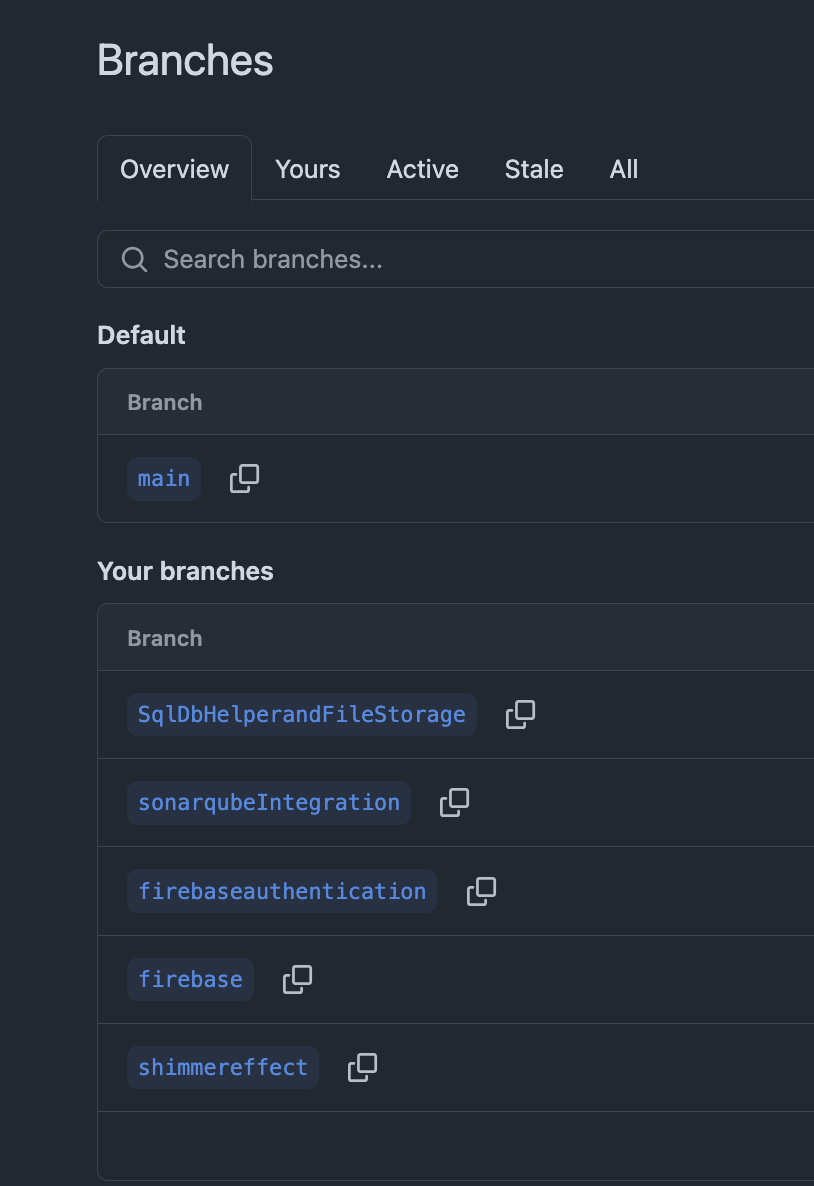 Branches
Overview Yours Active Stale All
Search branches...
Default
Branch
main
Your branches
Branch
SqlDbHelperandFileStorage
sonarqubeIntegration
firebaseauthentication
firebase
shimmereffect